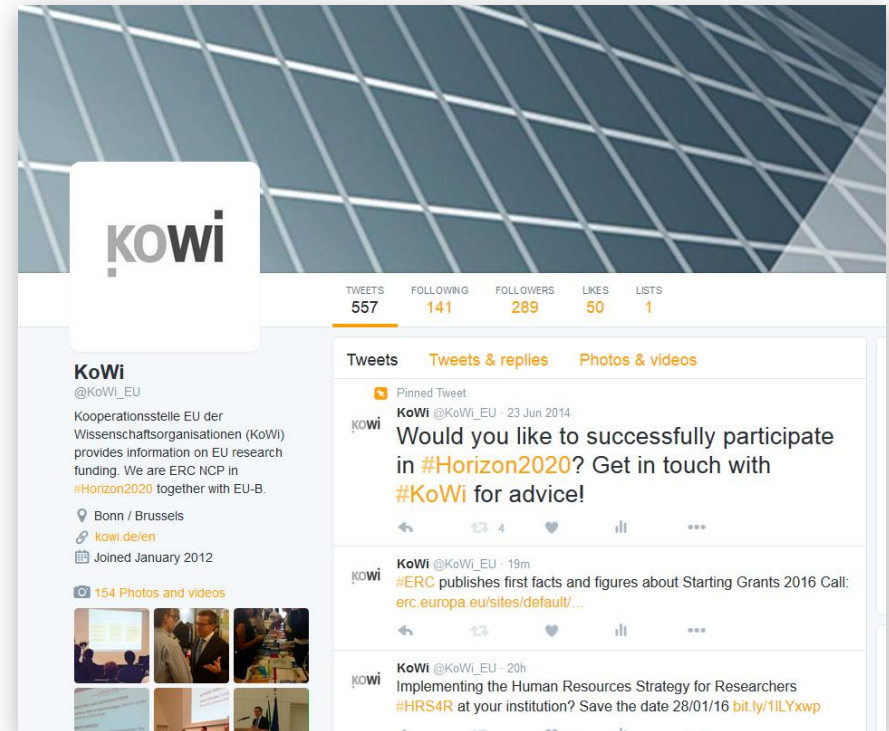 KOWi
TWEETS FOLLOWING FOLLOWERS LIKES LISTS
557 141 289 50 1
KoWi
@KoWi_EU
Kooperationsstelle EU der
Wissenschaftsorganisationen (KoWi)
provides information on EU research
funding. We are ERC NCP in
#Horizon2020 together with EU-B.
Bonn / Brussels
kowi.de/en
Joined January 2012
154 Photos and videos
Tweets Tweets & replies Photos & videos
Pinned Tweet
KOWi
KoWi @KoWi_EU · 23 Jun 2014
Would you like to successfully participate
in #Horizon2020? Get in touch with
#KoWi for advice!
4
KOWi
KoWi @KoWi_EU · 19m
#ERC publishes first facts and figures about Starting Grants 2016 Call:
erc.europa.eu/sites/default/...
KOWi
KoWi @KoWi_EU · 20h
Implementing the Human Resources Strategy for Researchers
#HRS4R at your institution? Save the date 28/01/16 bit.ly/1lLYxwp